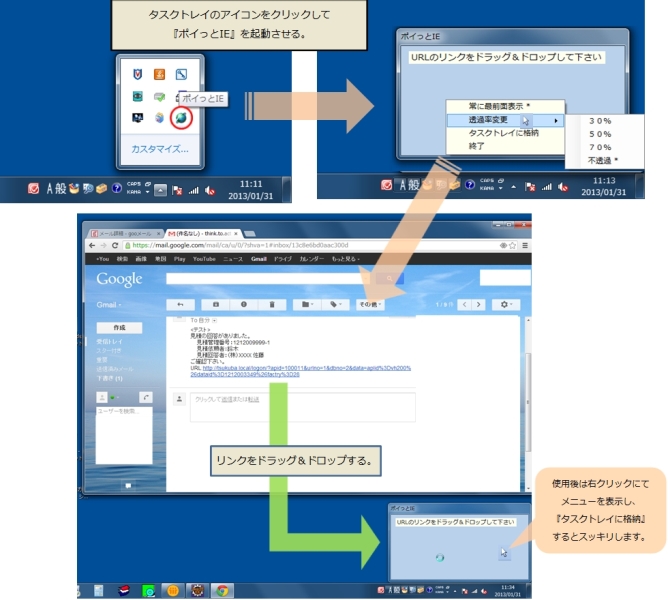 タスクトレイのアイコンをクリックして
『ポイっとIE』を起動させる。
ポイっとIE
カスタマイズ...
A 般
CAPS
KANA
11:11
2013/01/31
ポイっとIE
URLのリンクをドラッグ＆ドロップして下さい
常に最前面表示 *
透過率変更
タスクトレイに格納
終了
３０％
５０％
７０％
不透過 *
A 般
CAPS
KANA
11:13
2013/01/31
M (件名なし) - think.to.
https://mail.google.com/mail/ca/u/0/?shva=1#inbox/13c8e6bd0aac300d
+You 検索 画像 地図 Play YouTube ニュース Gmail ドライブ カレンダー もっと見る
Google
Gmail
その他
作成
受信トレイ
スター付き
重要
送信済みメール
下書き (1)
ユーザーを検索...
To 自分
<テスト>
見積の回答がありました。
見積管理番号:1212009999-1
見積依頼者:鈴木
見積回答者:(株)XXXX 佐藤
ご確認下さい。
クリックして返信または転送
リンクをドラッグ＆ドロップする。
ポイっとIE
URLのリンクをドラッグ＆ドロップして下さい
使用後は右クリックにて
メニューを表示し、
『タスクトレイに格納』
するとスッキリします。
11:34
2013/01/31